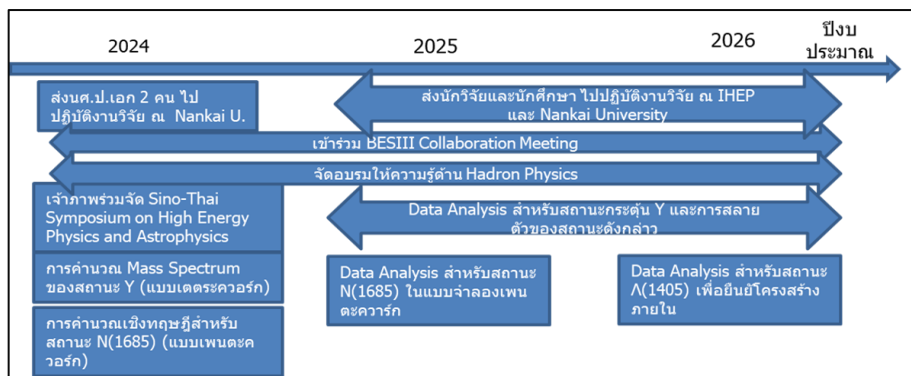 2024
2025
2026
ปีงบ
ประมาณ
ส่งนศ.ป.เอก 2 คน ไป
ปฏิบัติงานวิจัย ณ Nankai U.
ส่งนักวิจัยและนักศึกษา ไปปฏิบัติงานวิจัย ณ IHEP
และ Nankai University
เข้าร่วม BESIII Collaboration Meeting
จัดอบรมให้ความรู้ด้าน Hadron Physics
เจ้าภาพร่วมจัด Sino-Thai
Symposium on High Energy
Physics and Astrophysics
Data Analysis สำหรับสถานะกระตุ้น Y และการสลาย
ตัวของสถานะดังกล่าว
การคำนวณ Mass Spectrum
ของสถานะ Y (แบบเตตระควอร์ก)
Data Analysis สำหรับสถานะ
N(1685) ในแบบจำลองเพน
ตะควาร์ก
Data Analysis สำหรับสถานะ
Λ(1405) เพื่อยืนยัโครงสร้าง
ภายใน
การคำนวณเชิงทฤษฎีสำหรับ
สถานะ N(1685) (แบบเพนตะค
วอร์ก)